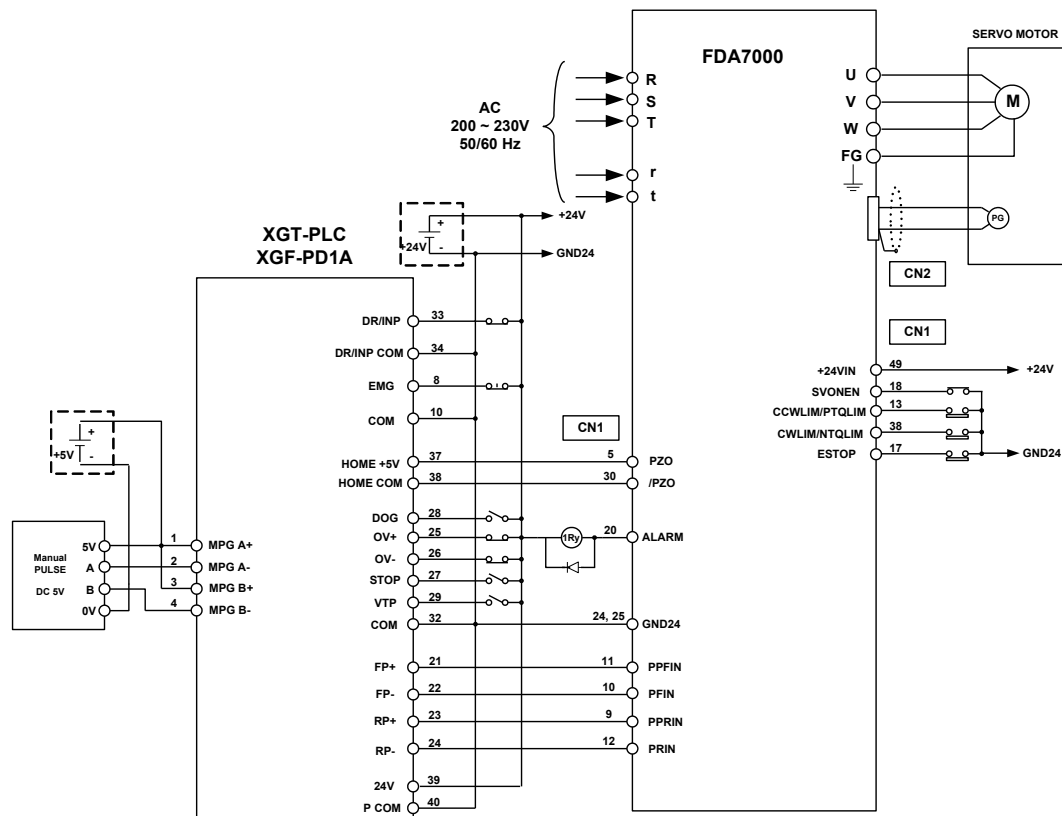 SERVO MOTOR
FDA7000
R
S
T
r
t
AC
200 ~ 230V
50/60 Hz
U
V
W
FG
M
PG
CN2
CN1
+24V
GND24
+
+24V
-
XGT-PLC
XGF-PD1A
DR/INP 33
DR/INP COM 34
EMG 8
COM 10
CN1
HOME +5V 37 5 PZO
HOME COM 38 30 /PZO
DOG 28
OV+ 25 1Ry 20 ALARM
OV- 26
STOP 27
VTP 29
COM 32 24, 25 GND24
FP+ 21 11 PPFIN
FP- 22 10 PFIN
RP+ 23 9 PPRIN
RP- 24 12 PRIN
24V 39
P COM 40
+24VIN 49 +24V
SVONEN 18
CCWLIM/PTQLIM 13
CWLIM/NTQLIM 38
ESTOP 17 GND24
+
+5V
-
Manual
PULSE
DC 5V
5V 1 MPG A+
A 2 MPG A-
B 3 MPG B+
0V 4 MPG B-